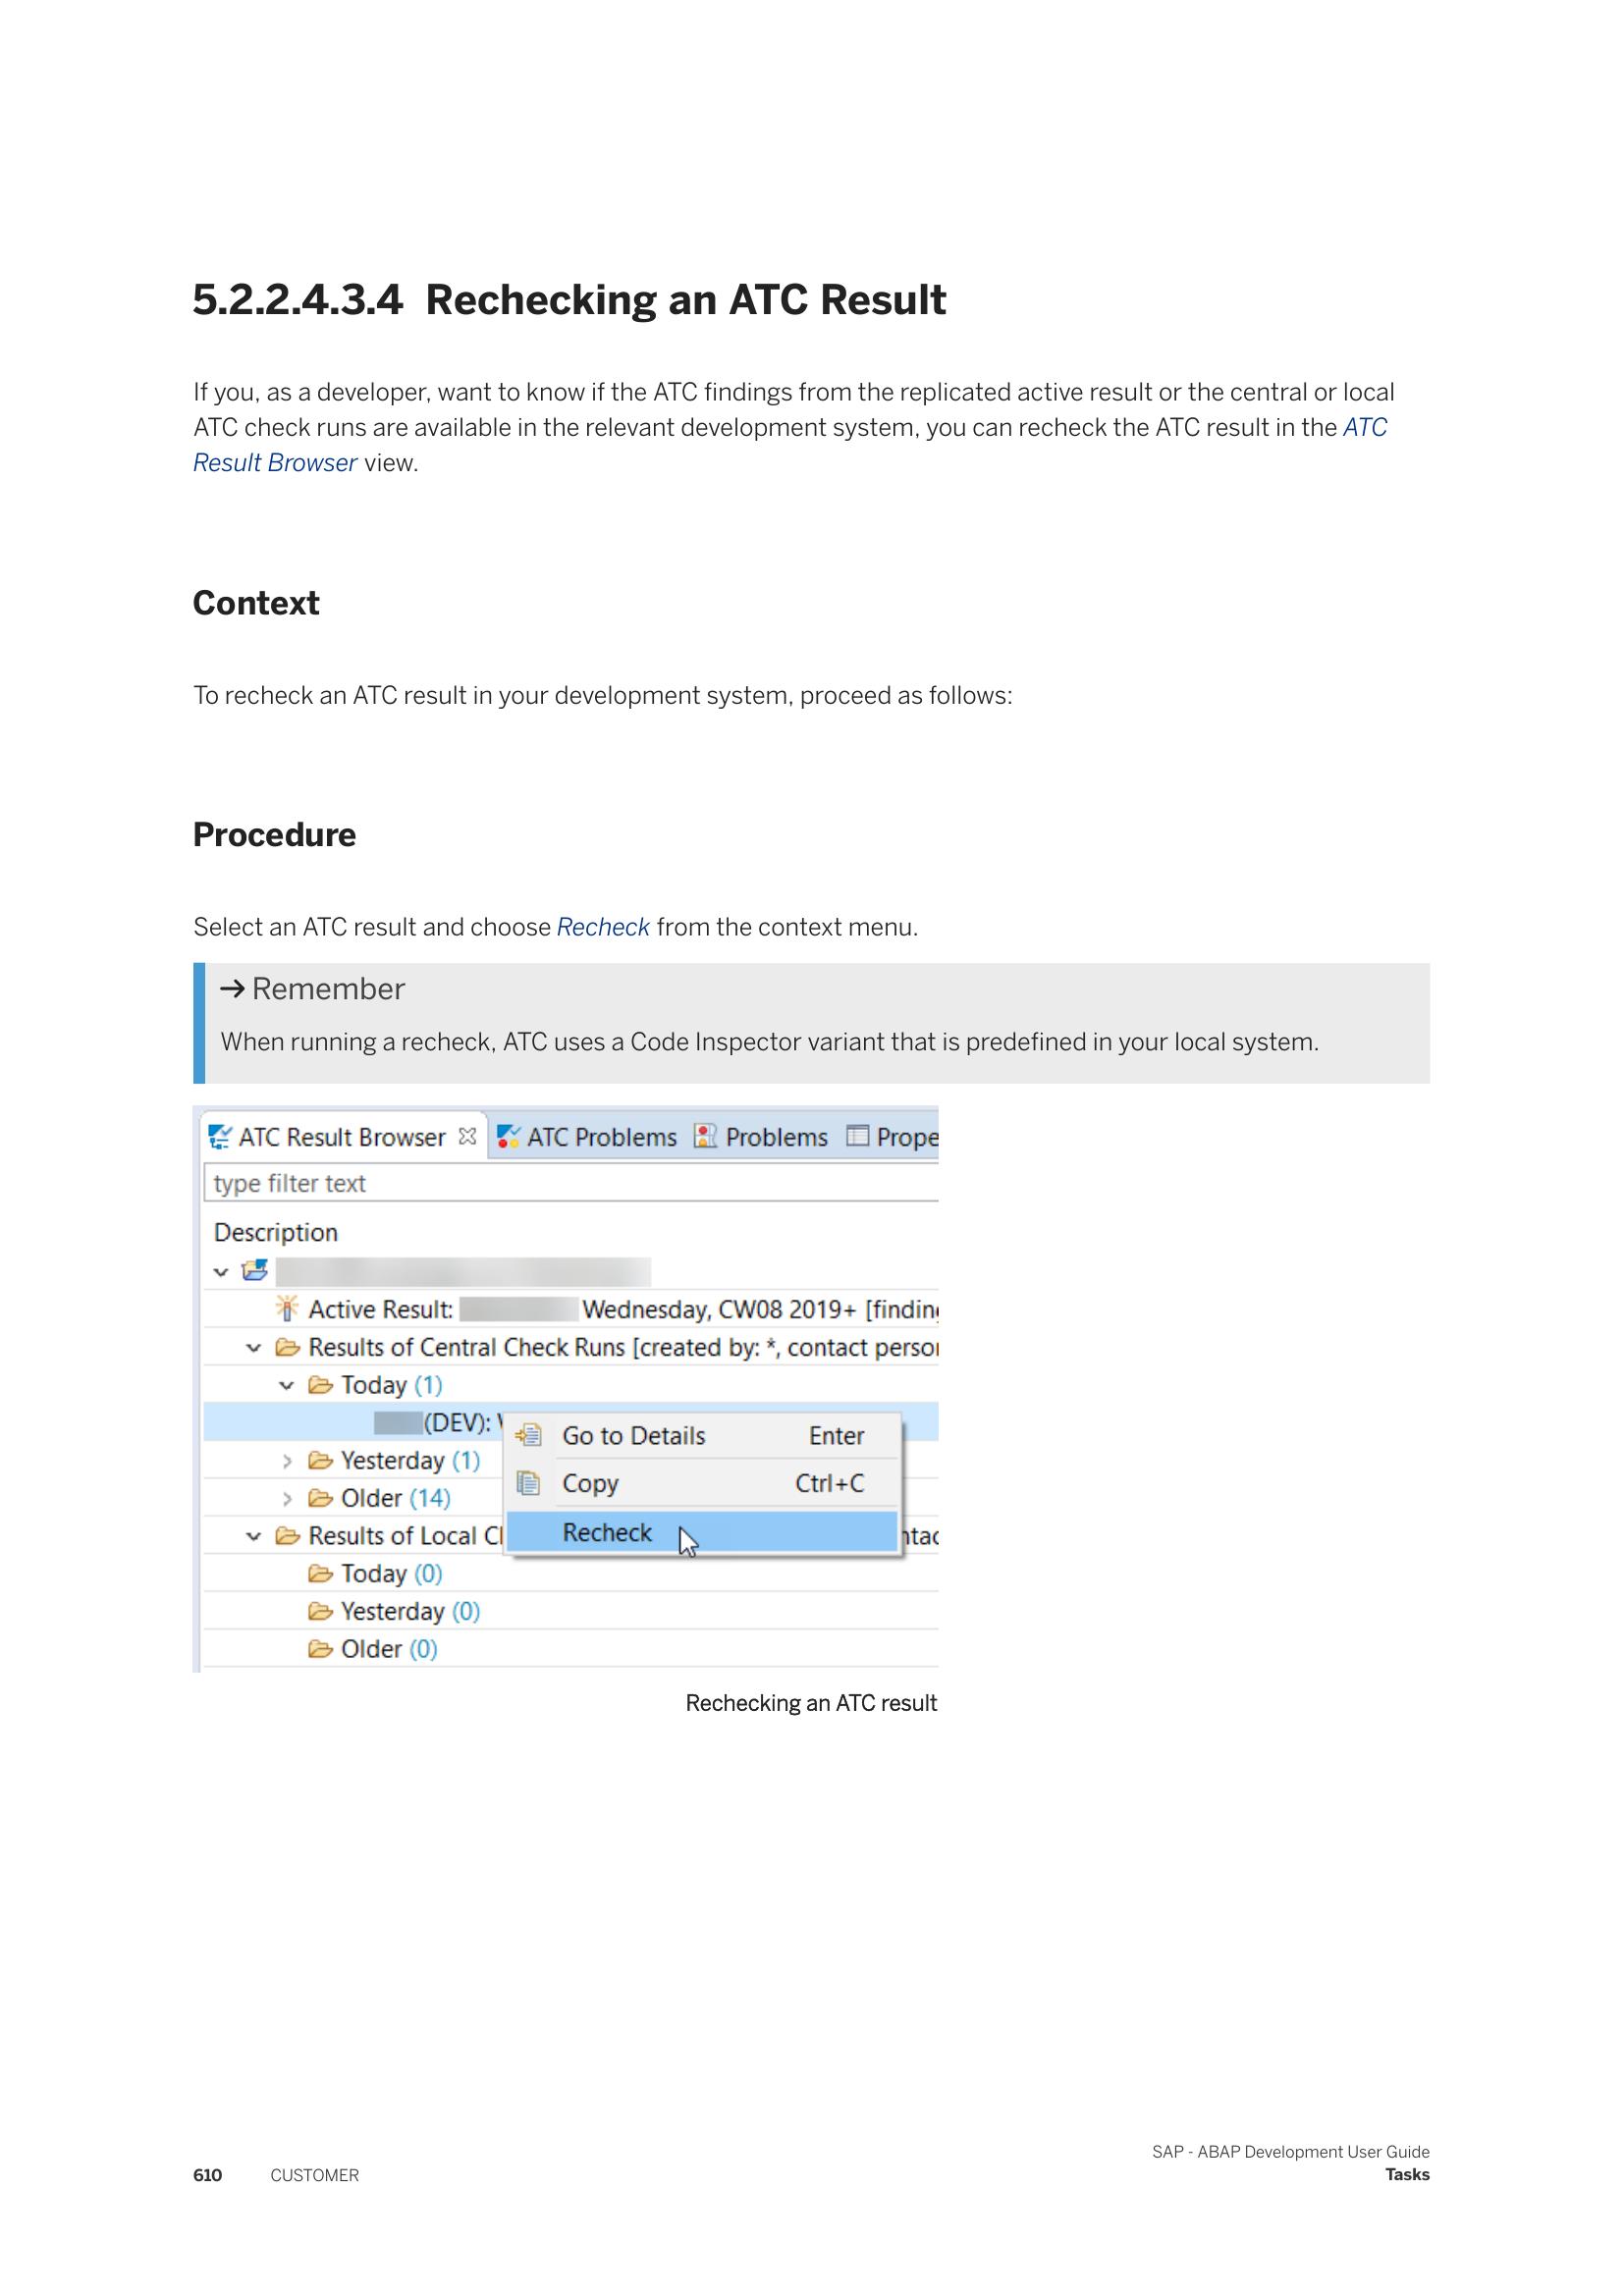 5.2.2.4.3.4 Rechecking an ATC Result
If you, as a developer, want to know if the ATC findings from the replicated active result or the central or local
ATC check runs are available in the relevant development system, you can recheck the ATC result in the ATC
Result Browser view.
Context
To recheck an ATC result in your development system, proceed as follows:
Procedure
Select an ATC result and choose Recheck from the context menu.
→ Remember
When running a recheck, ATC uses a Code Inspector variant that is predefined in your local system.
ATC Result Browser ATC Problems Problems Prope
type filter text
Description
Active Result: Wednesday, CW08 2019+ [findin
Results of Central Check Runs [created by: *, contact person
Today (1)
(DEV):
Go to Details Enter
Yesterday (1)
Copy Ctrl+C
Older (14)
Recheck
Results of Local Cl ntac
Today (0)
Yesterday (0)
Older (0)
Rechecking an ATC result
SAP - ABAP Development User Guide
610 CUSTOMER Tasks